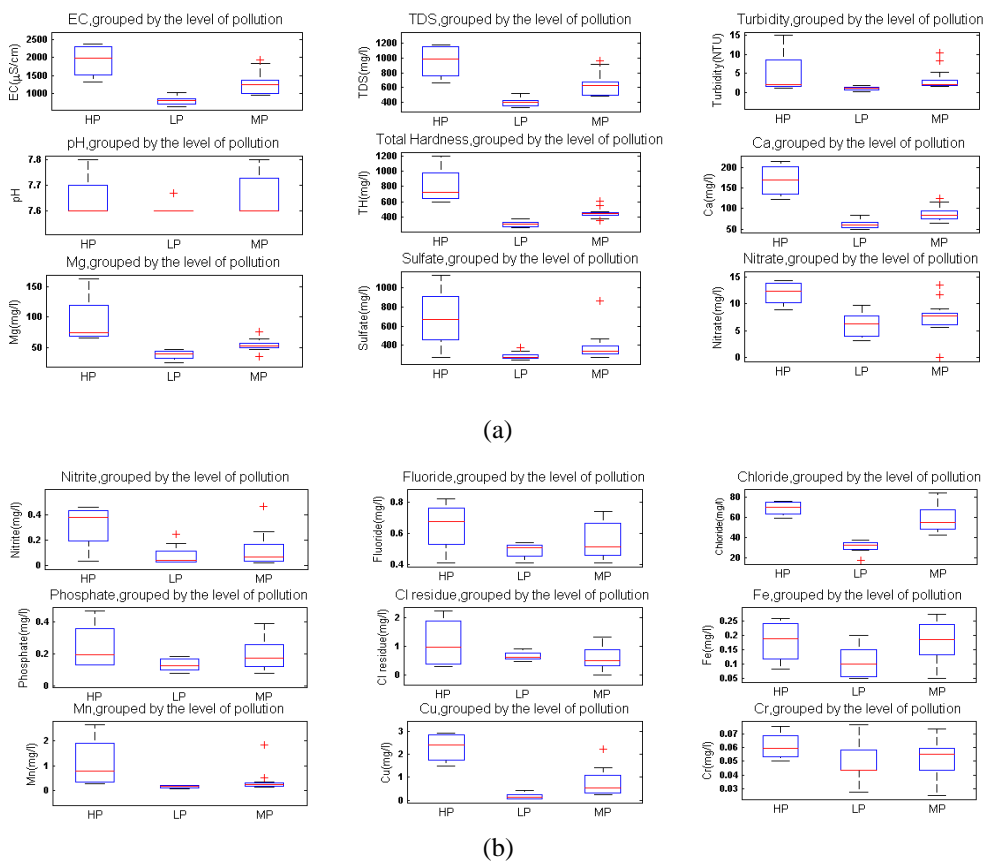 EC,grouped by the level of pollution
EC(µS/cm)
2000
1500
1000
HP
LP
MP
TDS,grouped by the level of pollution
TDS(mg/l)
1200
1000
800
600
400
HP
LP
MP
Turbidity,grouped by the level of pollution
Turbidity(NTU)
15
10
5
0
HP
LP
MP
pH,grouped by the level of pollution
pH
7.8
7.7
7.6
HP
LP
MP
Total Hardness,grouped by the level of pollution
TH(mg/l)
1200
1000
800
600
400
HP
LP
MP
Ca,grouped by the level of pollution
Ca(mg/l)
200
150
100
50
HP
LP
MP
Mg,grouped by the level of pollution
Mg(mg/l)
150
100
50
HP
LP
MP
Sulfate,grouped by the level of pollution
Sulfate(mg/l)
1000
800
600
400
HP
LP
MP
Nitrate,grouped by the level of pollution
Nitrate(mg/l)
15
10
5
0
HP
LP
MP
(a)
Nitrite,grouped by the level of pollution
Nitrite(mg/l)
0.4
0.2
0
HP
LP
MP
Fluoride,grouped by the level of pollution
Fluoride(mg/l)
0.8
0.6
0.4
HP
LP
MP
Chloride,grouped by the level of pollution
Chloride(mg/l)
80
60
40
20
HP
LP
MP
Phosphate,grouped by the level of pollution
Phosphate(mg/l)
0.4
0.2
0
HP
LP
MP
Cl residue,grouped by the level of pollution
Cl residue(mg/l)
2
1
0
HP
LP
MP
Fe,grouped by the level of pollution
Fe(mg/l)
0.25
0.2
0.15
0.1
0.05
HP
LP
MP
Mn,grouped by the level of pollution
Mn(mg/l)
2
1
0
HP
LP
MP
Cu,grouped by the level of pollution
Cu(mg/l)
3
2
1
0
HP
LP
MP
Cr,grouped by the level of pollution
Cr(mg/l)
0.07
0.06
0.05
0.04
0.03
HP
LP
MP
(b)